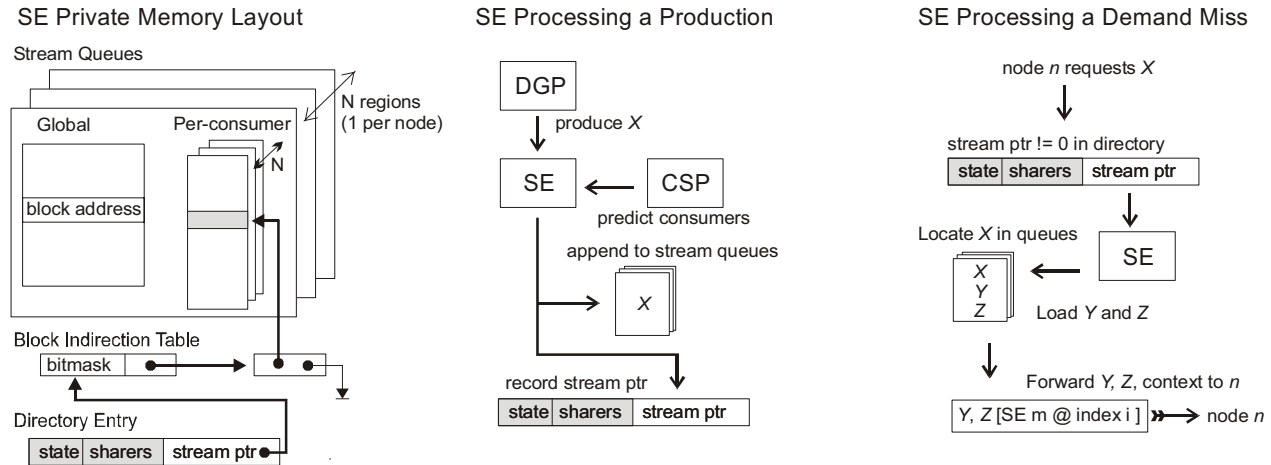 SE Private Memory Layout
Stream Queues
N regions
(1 per node)
Global
Per-consumer
N
block address
Block Indirection Table
bitmask
Directory Entry
state sharers stream ptr
SE Processing a Production
DGP
produce X
SE
CSP
predict consumers
append to stream queues
X
record stream ptr
state sharers stream ptr
SE Processing a Demand Miss
node n requests X
stream ptr != 0 in directory
state sharers stream ptr
Locate X in queues
SE
X
Y
Z
Load Y and Z
Forward Y, Z, context to n
Y, Z [SE m @ index i ]
node n